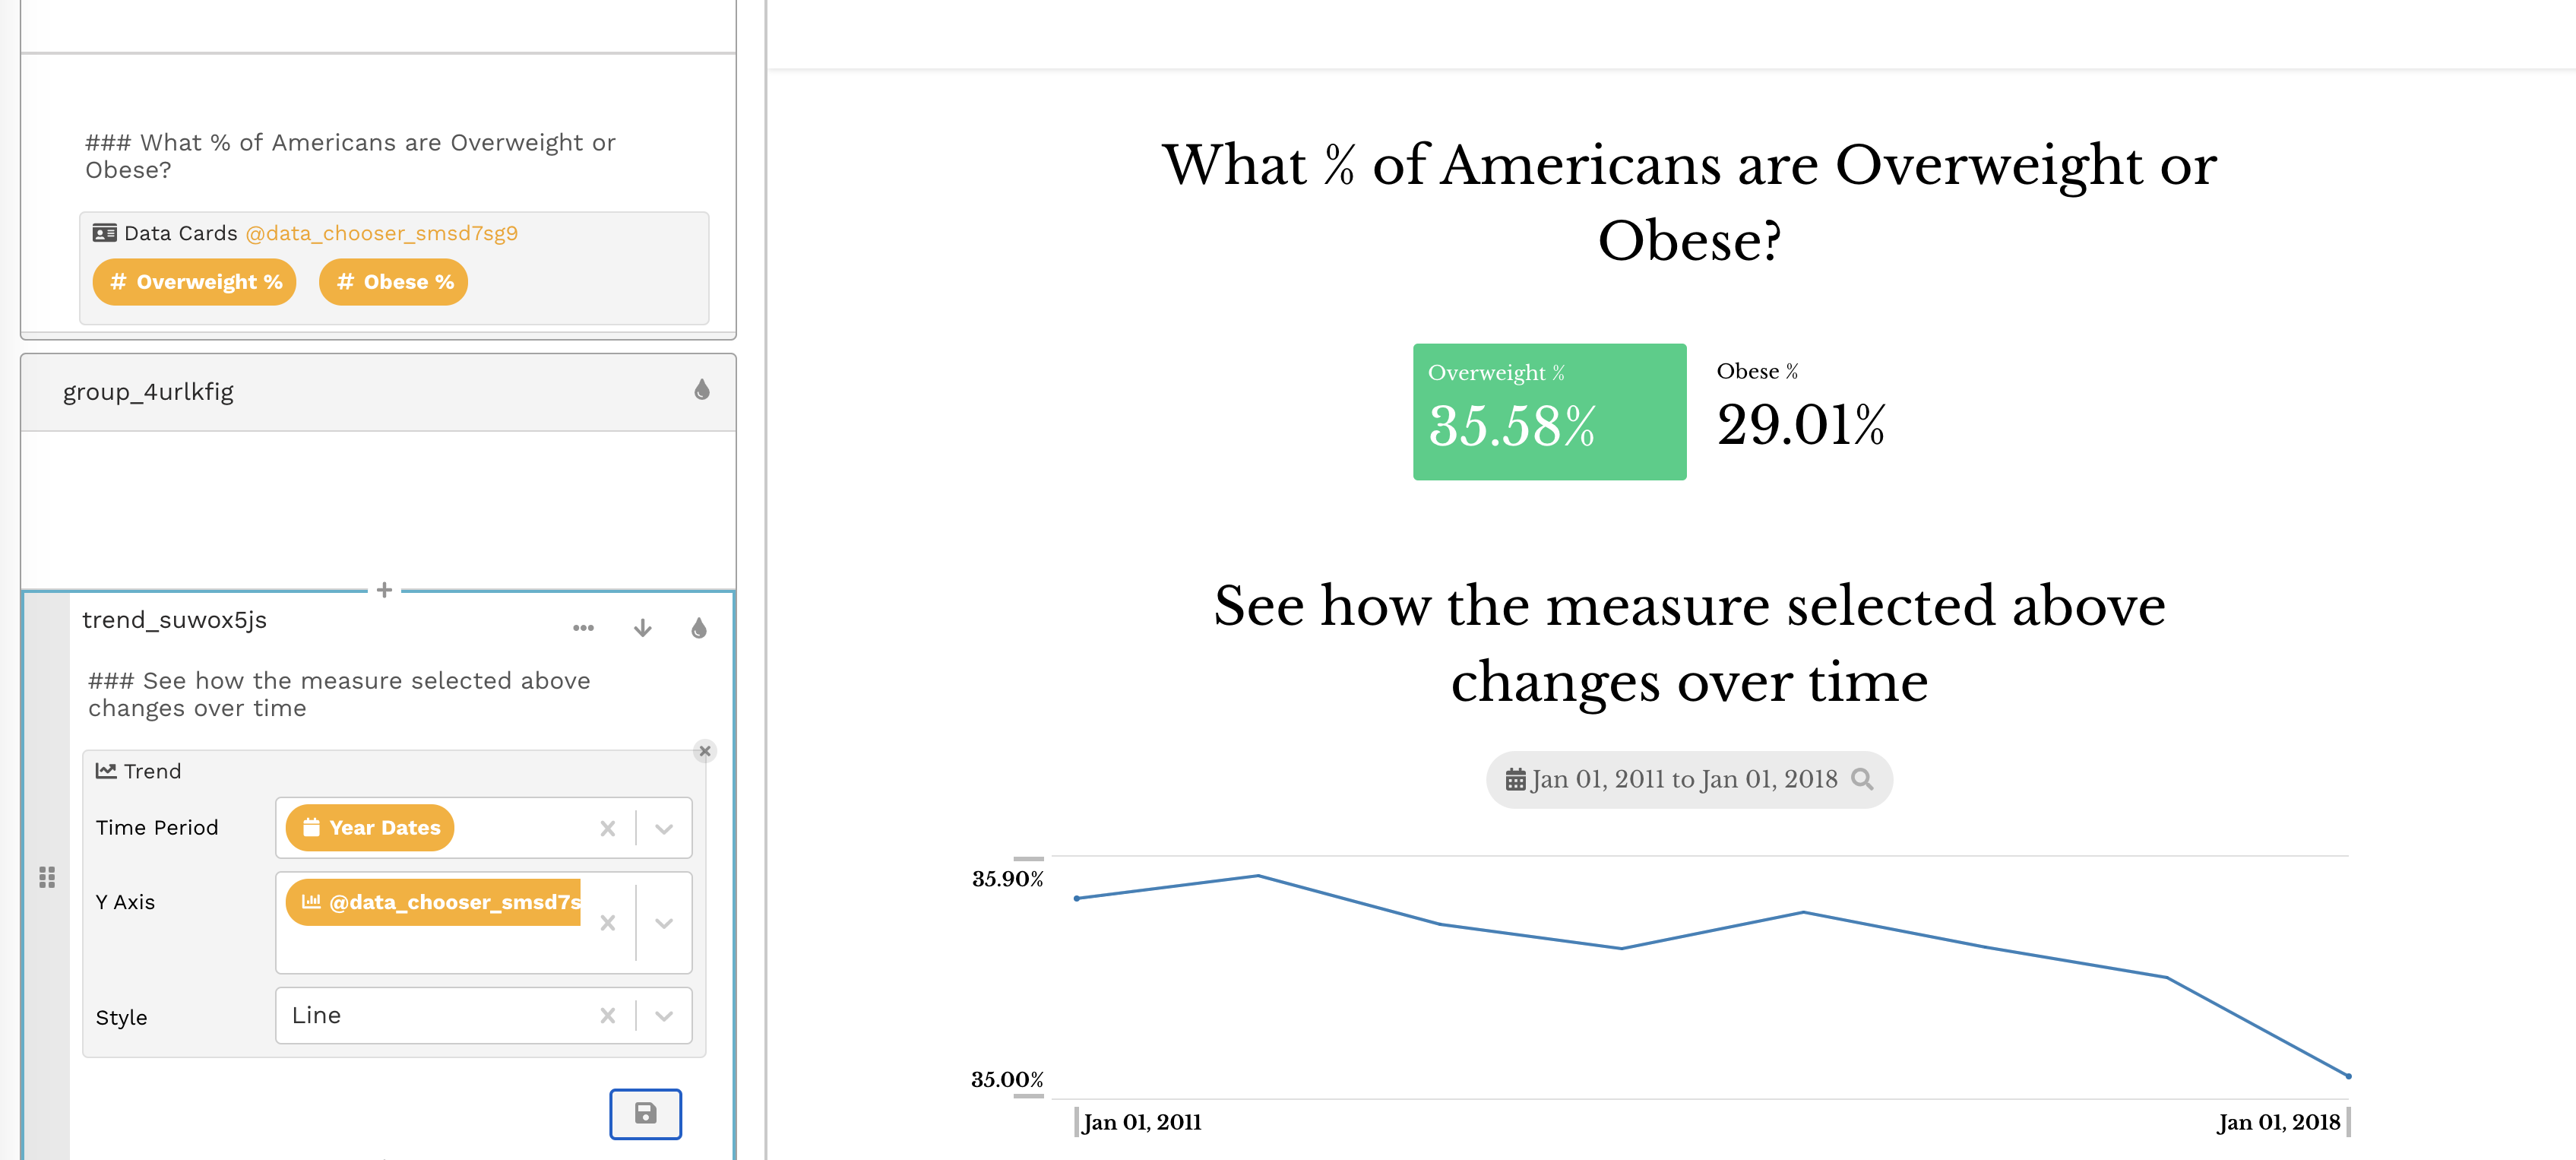 ### What % of Americans are Overweight or
Obese?
Data Cards @data_chooser_smsd7sg9
# Overweight %
# Obese %
group_4urlkfig
trend_suwox5js
### See how the measure selected above
changes over time
Trend
Time Period
Year Dates
Y Axis
@data_chooser_smsd7s
Style
Line
What % of Americans are Overweight or
Obese?
Overweight %
35.58%
Obese %
29.01%
See how the measure selected above
changes over time
Jan 01, 2011 to Jan 01, 2018
35.90%
35.00%
Jan 01, 2011
Jan 01, 2018